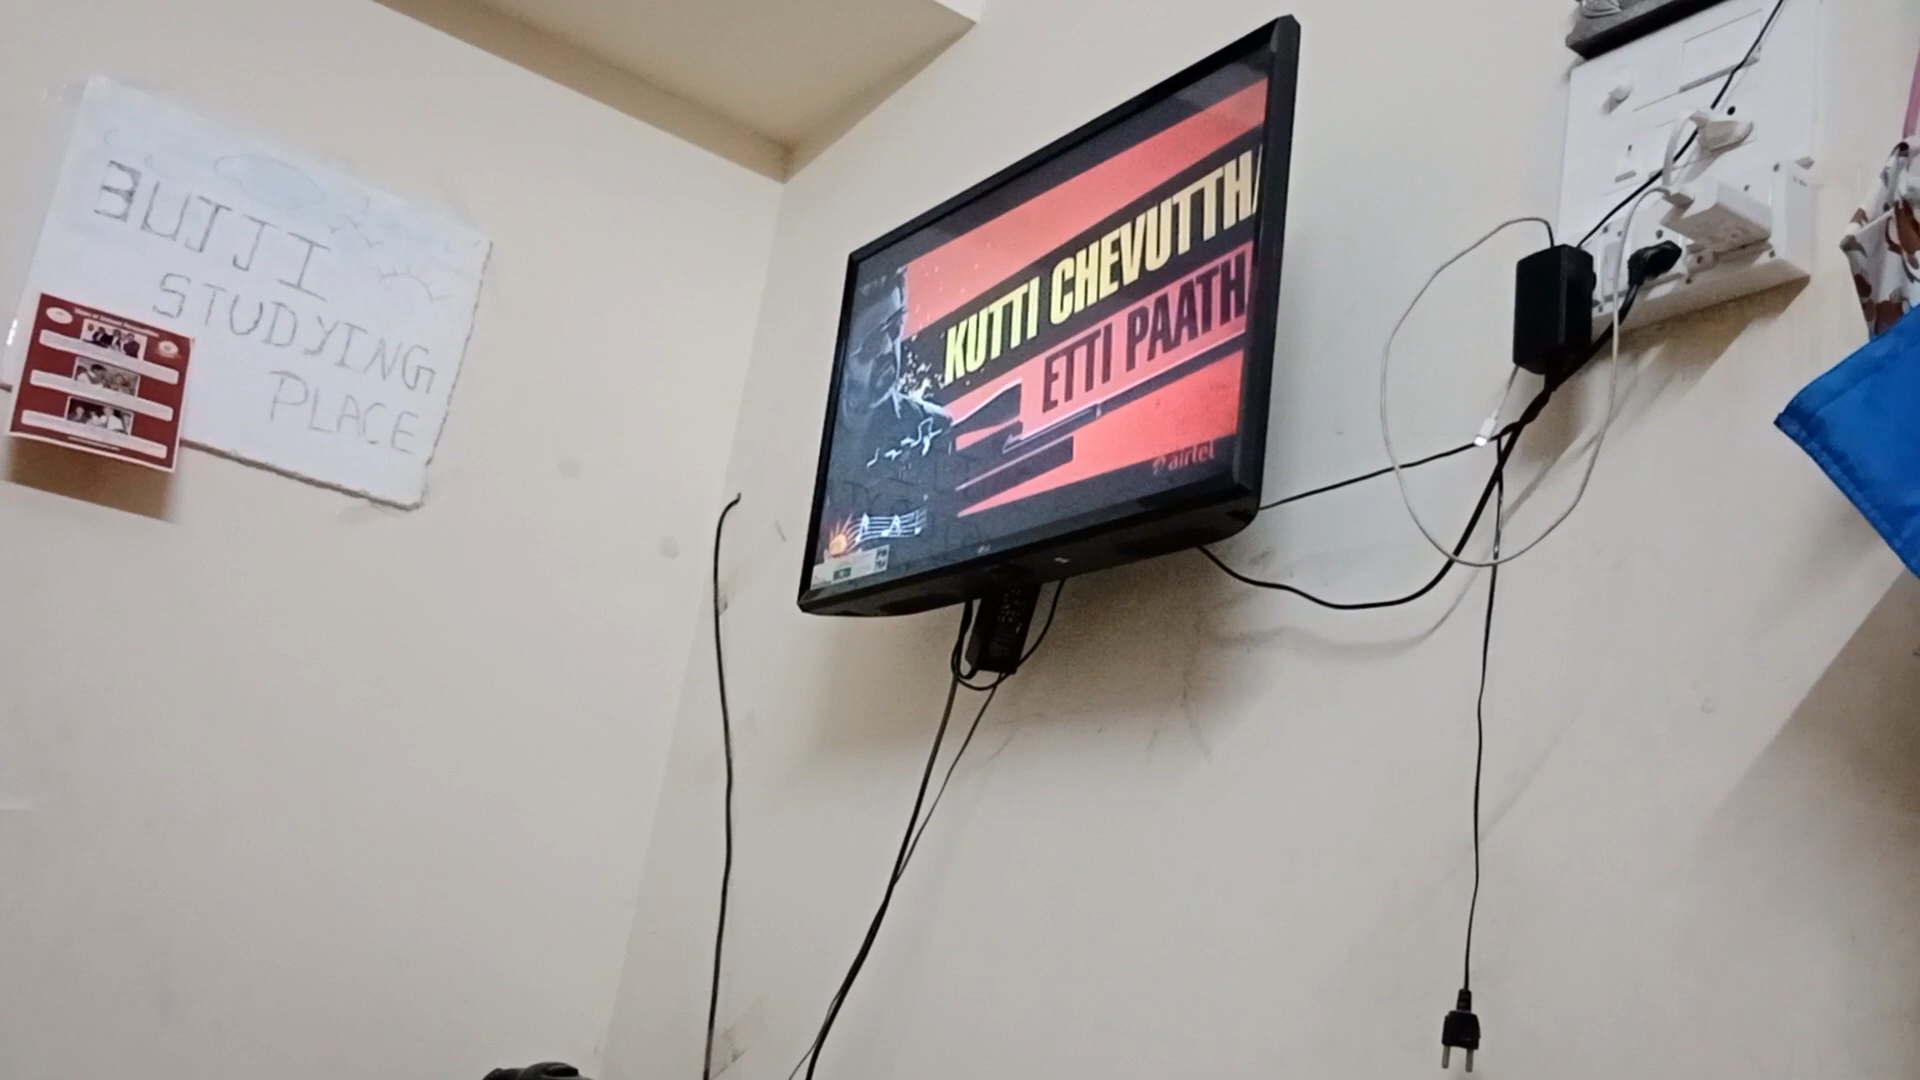 BUJJI
STUDYING
PLACE
KUTTI CHEVUTTHA
ETTI PAATH
airtel